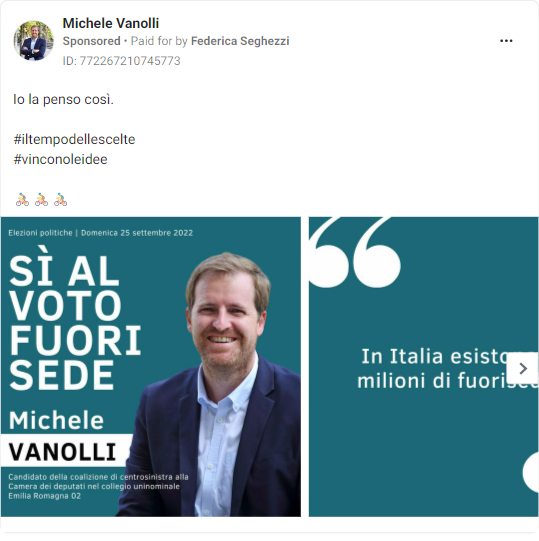 Michele Vanolli
Sponsored • Paid for by Federica Seghezzi
ID: 772267210745773
Io la penso così.
#iltempodellescelte
#vinconoleidee
Elezioni politiche | Domenica 25 settembre 2022
SÌ AL
VOTO
FUORI
SEDE
Michele
VANOLLI
Candidato della coalizione di centrosinistra alla
Camera dei deputati nel collegio uninominale
Emilia Romagna 02
In Italia esisto
milioni di fuorise